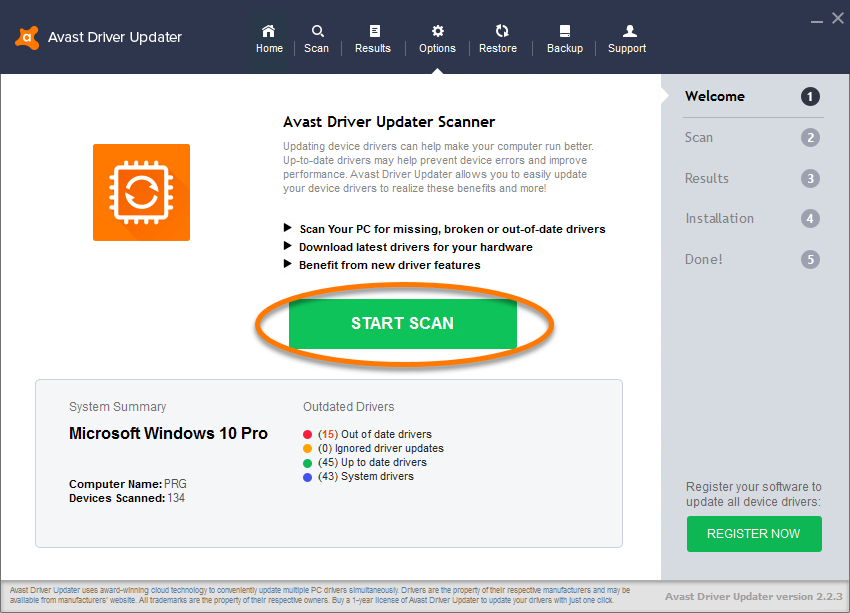 Avast Driver Updater
Home
Scan
Results
Options
Restore
Backup
Support
Avast Driver Updater Scanner
Updating device drivers can help make your computer run better.
Up-to-date drivers may help prevent device errors and improve
performance. Avast Driver Updater allows you to easily update
your device drivers to realize these benefits and more!
Scan Your PC for missing, broken or out-of-date drivers
Download latest drivers for your hardware
Benefit from new driver features
START SCAN
System Summary
Microsoft Windows 10 Pro
Computer Name: PRG
Devices Scanned: 134
Outdated Drivers
(15) Out of date drivers
(0) Ignored driver updates
(45) Up to date drivers
(43) System drivers
Welcome 1
Scan 2
Results 3
Installation 4
Done! 5
Register your software to
update all device drivers:
REGISTER NOW
Avast Driver Updater uses award-winning cloud technology to conveniently update multiple PC drivers simultaneously. Drivers are the property of their respective manufacturers and may be
available from manufacturers' website. All trademarks are the property of their respective owners. Buy a 1-year license of Avast Driver Updater to update your drivers with just one click.
Avast Driver Updater version 2.2.3